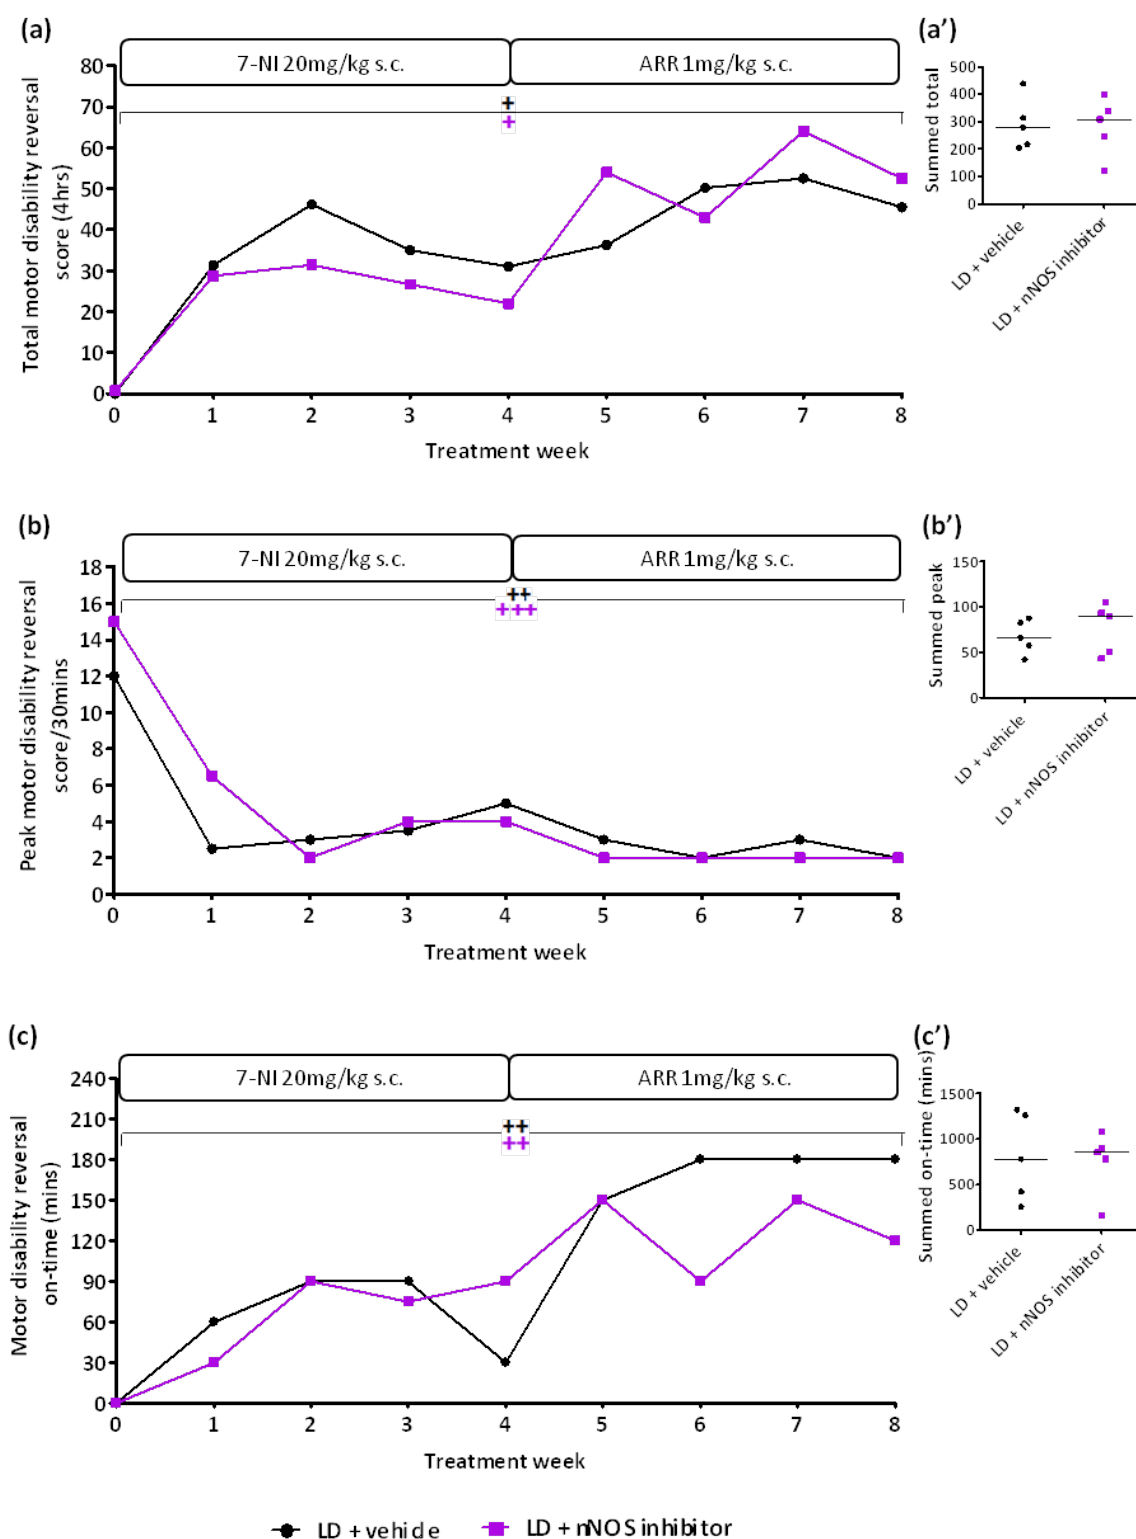 (a)
7-NI 20mg/kg s.c.
ARR 1mg/kg s.c.
+
+
Total motor disability reversal
score (4hrs)
80
70
60
50
40
30
20
10
0
0 1 2 3 4 5 6 7 8
Treatment week
(a')
Summed total
500
400
300
200
100
0
LD + vehicle
LD + nNOS inhibitor
(b)
7-NI 20mg/kg s.c.
ARR 1mg/kg s.c.
++
+++
Peak motor disability reversal
score/30mins
18
16
14
12
10
8
6
4
2
0
0 1 2 3 4 5 6 7 8
Treatment week
(b')
Summed peak
150
100
50
0
LD + vehicle
LD + nNOS inhibitor
(c)
7-NI 20mg/kg s.c.
ARR 1mg/kg s.c.
++
++
Motor disability reversal
on-time (mins)
240
210
180
150
120
90
60
30
0
0 1 2 3 4 5 6 7 8
Treatment week
(c')
Summed on-time (mins)
1500
1000
500
0
LD + vehicle
LD + nNOS inhibitor
LD + vehicle
LD + nNOS inhibitor